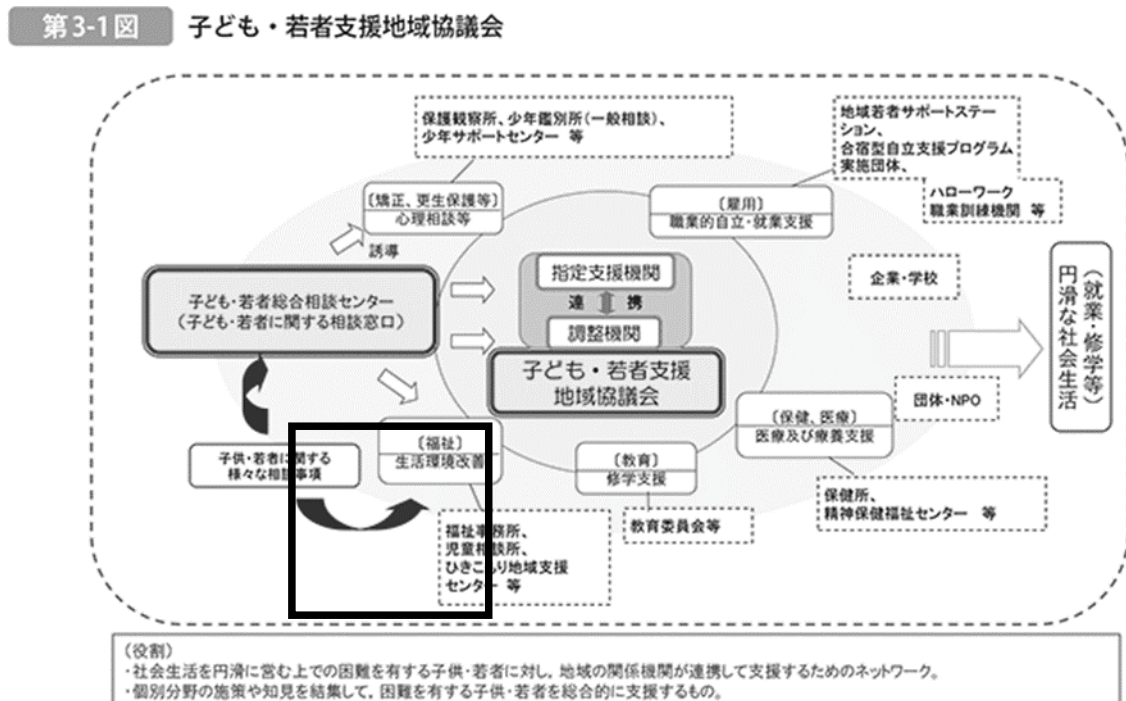 第3-1図 子ども・若者支援地域協議会
保護観察所、少年鑑別所(一般相談)、
少年サポートセンター 等
地域若者サポートステー
ション、
合宿型自立支援プログラム
実施団体、
ハローワーク
職業訓練機関 等
〔矯正、更生保護等〕
心理相談等
〔雇用〕
職業的自立・就業支援
誘導
子ども・若者総合相談センター
(子ども・若者に関する相談窓口)
指定支援機関
連 携
調整機関
子ども・若者支援
地域協議会
企業・学校
団体・NPO
円滑な社会生活
(就業・修学等)
子供・若者に関する
様々な相談事項
〔福祉〕
生活環境改善
〔教育〕
修学支援
〔保健、医療〕
医療及び療養支援
福祉事務所、
児童相談所、
ひきこもり地域支援
センター 等
教育委員会等
保健所、
精神保健福祉センター 等
(役割)
・社会生活を円滑に営む上での困難を有する子供・若者に対し、地域の関係機関が連携して支援するためのネットワーク。
・個別分野の施策や知見を結集して、困難を有する子供・若者を総合的に支援するもの。